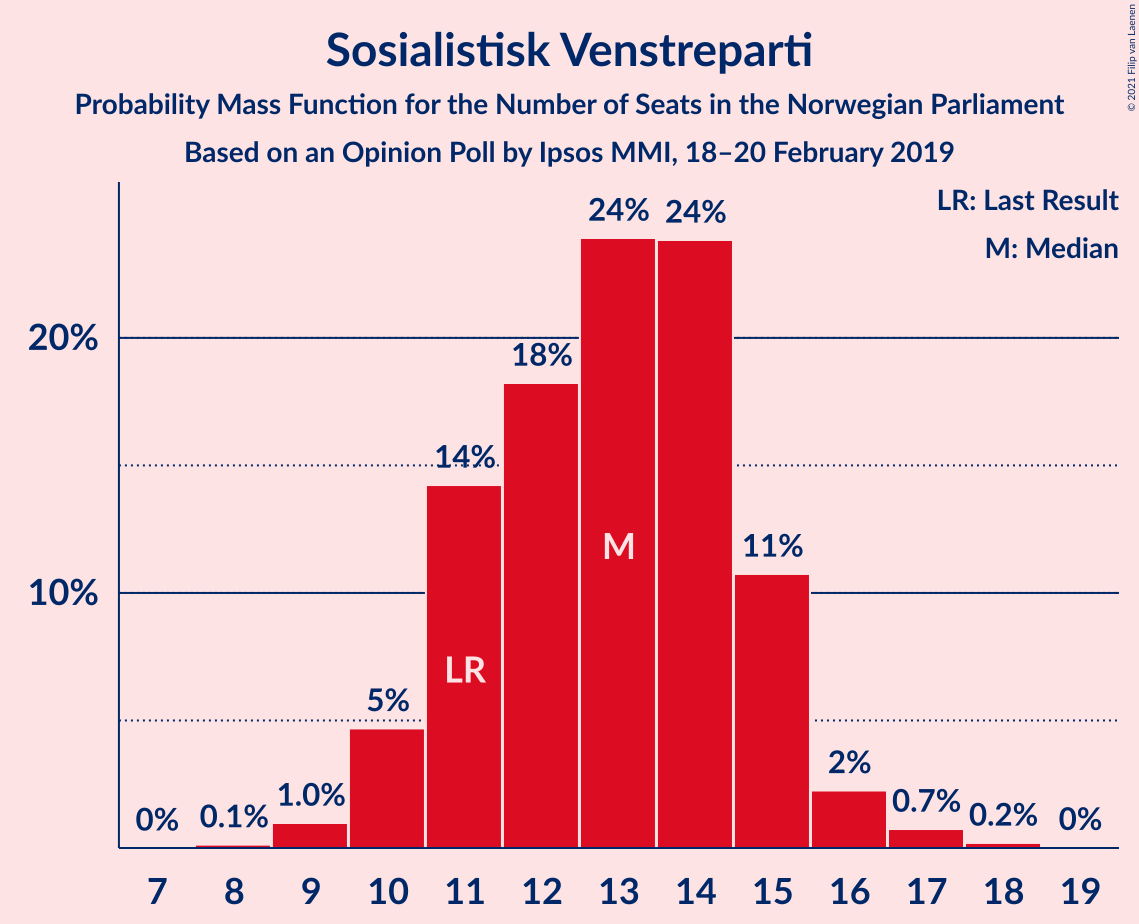 Sosialistisk Venstreparti
Probability Mass Function for the Number of Seats in the Norwegian Parliament
Based on an Opinion Poll by Ipsos MMI, 18–20 February 2019
© 2021 Filip van Laenen
LR: Last Result
M: Median
24% 24%
20%
18%
14%
M
11%
10%
LR
5%
2%
1.0%
0.7%
0% 0.1% 0.2% 0%
7 8 9 10 11 12 13 14 15 16 17 18 19